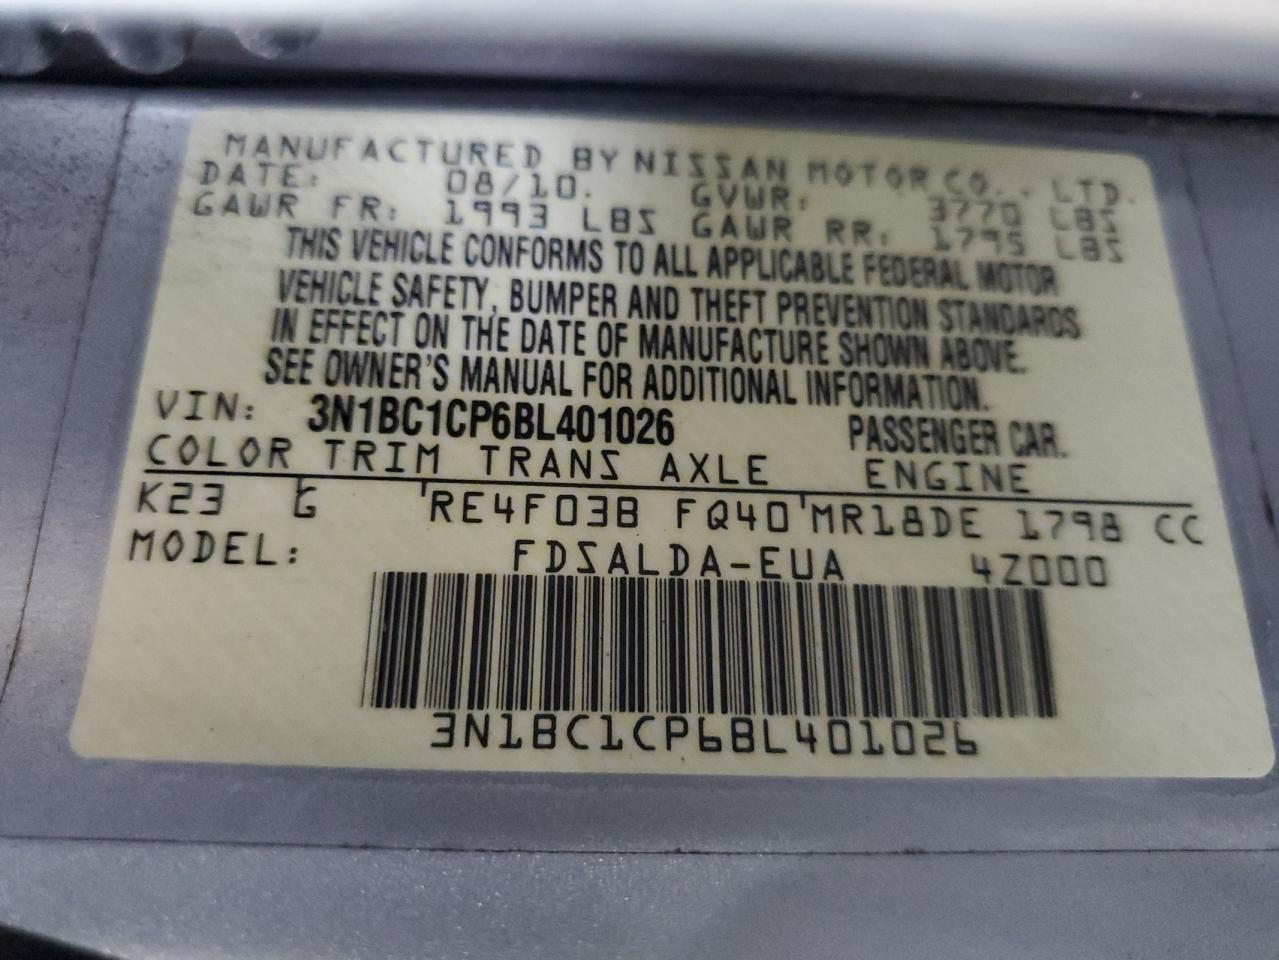 MANUFACTURED BY NISSAN MOTOR CO., LTD.
DATE: 08/10. GVWR: 3770 LBS
GAWR FR: 1993 LBS GAWR RR: 1795 LBS
THIS VEHICLE CONFORMS TO ALL APPLICABLE FEDERAL MOTOR
VEHICLE SAFETY, BUMPER AND THEFT PREVENTION STANDARDS
IN EFFECT ON THE DATE OF MANUFACTURE SHOWN ABOVE.
SEE OWNER'S MANUAL FOR ADDITIONAL INFORMATION.
VIN: 3N1BC1CP6BL401026 PASSENGER CAR.
COLOR TRIM TRANS AXLE ENGINE
K23 G RE4F03B FQ40 MR18DE 1798 CC
MODEL: FDSALDA-EUA 4Z000
3N1BC1CP6BL401026